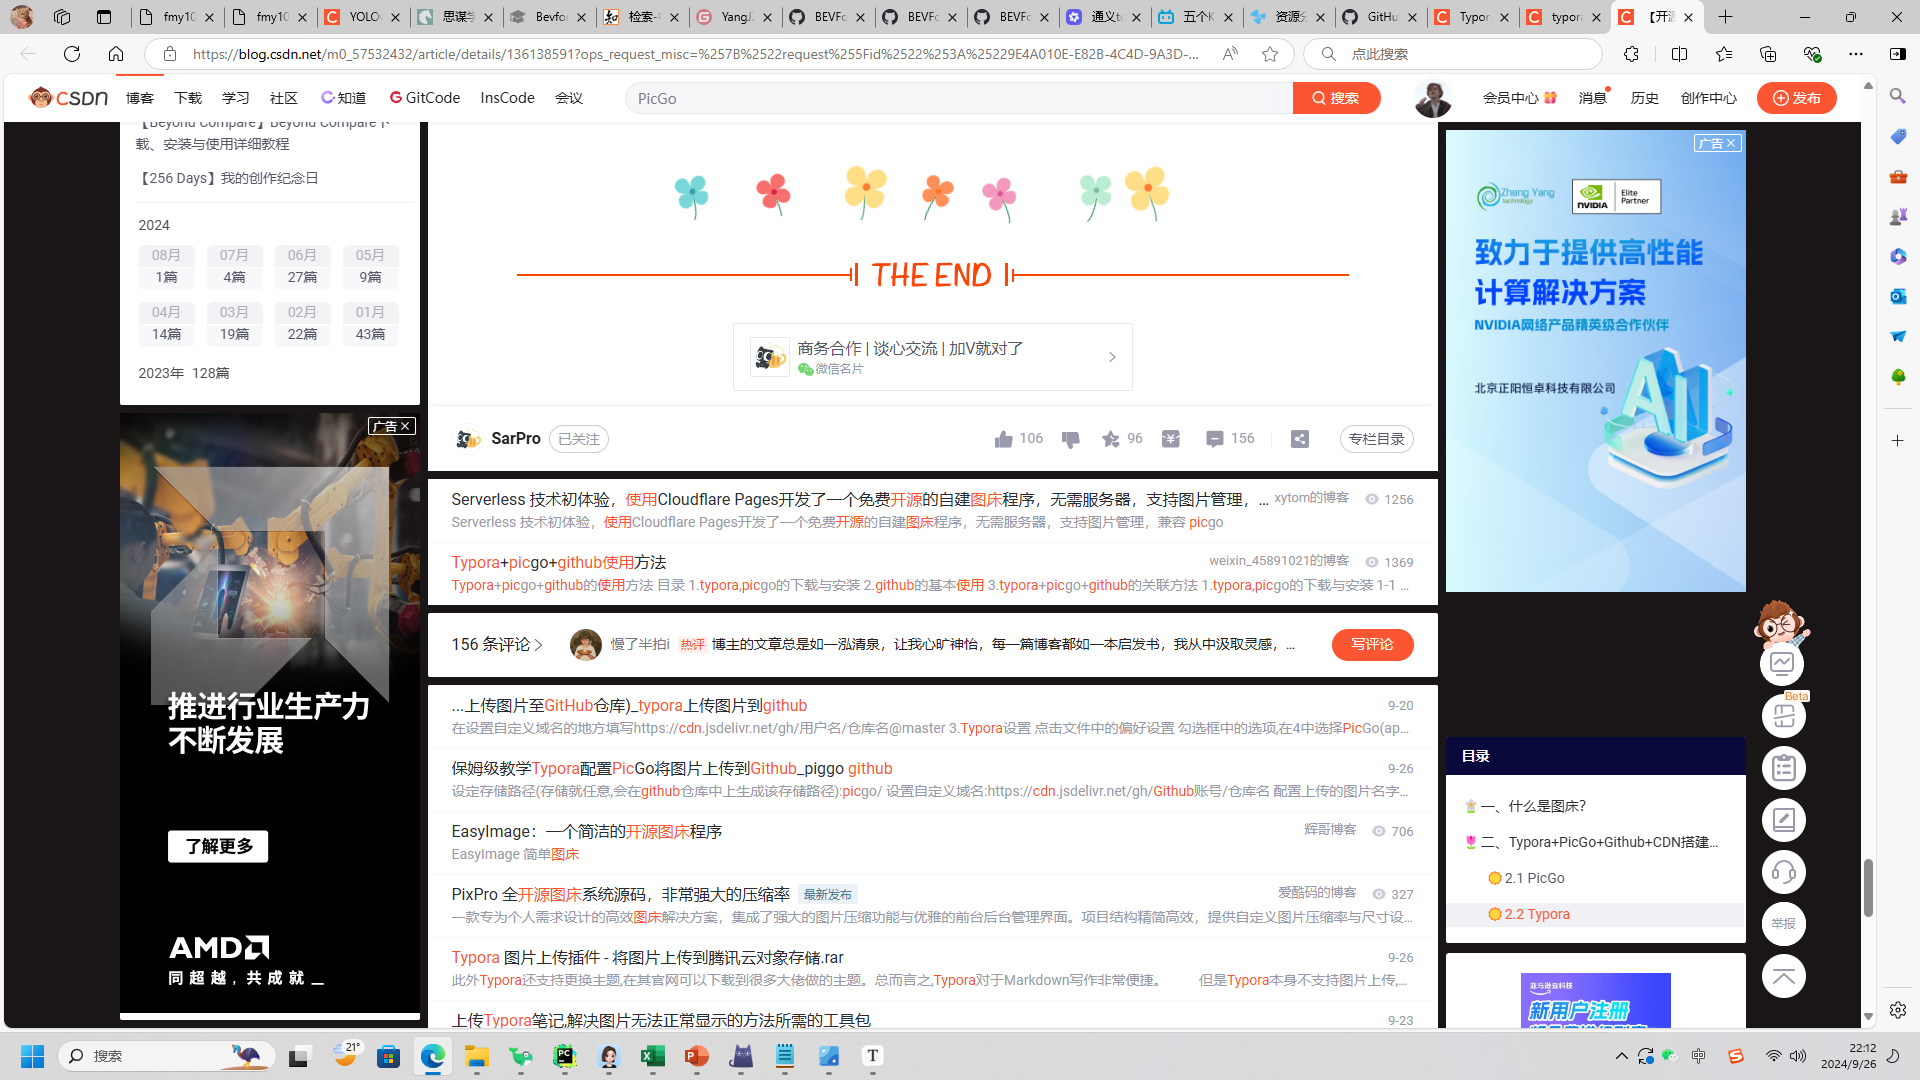 fmy10
fmy10
YOLOv
思谋学
Bevfor
检索-中
YangJ
BEVFo
BEVFo
BEVFo
通义to
五个K
资源分
GitHu
Typor
typora
【开源
https://blog.csdn.net/m0_57532432/article/details/136138591?ops_request_misc=%257B%2522request%255Fid%2522%253A%25229E4A010E-E82B-4C4D-9A3D-...
点此搜索
CSDN 博客 下载 学习 社区 C知道 GitCode InsCode 会议
PicGo
搜索
会员中心 消息 历史 创作中心 发布
【Beyond Compare】Beyond Compare下
载、安装与使用详细教程
【256 Days】我的创作纪念日
2024
08月 07月 06月 05月
1篇 4篇 27篇 9篇
04月 03月 02月 01月
14篇 19篇 22篇 43篇
2023年 128篇
广告
推进行业生产力
不断发展
了解更多
AMD
同超越，共成就_
THE END
商务合作 | 谈心交流 | 加V就对了
微信名片
SarPro 已关注 106 96 156 专栏目录
Serverless 技术初体验，使用Cloudflare Pages开发了一个免费开源的自建图床程序，无需服务器，支持图片管理，... xytom的博客 1256
Serverless 技术初体验，使用Cloudflare Pages开发了一个免费开源的自建图床程序，无需服务器，支持图片管理，兼容 picgo
Typora+picgo+github使用方法 weixin_45891021的博客 1369
Typora+picgo+github的使用方法 目录 1.typora,picgo的下载与安装 2.github的基本使用 3.typora+picgo+github的关联方法 1.typora,picgo的下载与安装 1-1 ...
156 条评论 慢了半拍i 热评 博主的文章总是如一泓清泉，让我心旷神怡，每一篇博客都如一本启发书，我从中汲取灵感，... 写评论
...上传图片至GitHub仓库)_typora上传图片到github 9-20
在设置自定义域名的地方填写https://cdn.jsdelivr.net/gh/用户名/仓库名@master 3.Typora设置 点击文件中的偏好设置 勾选框中的选项,在4中选择PicGo(ap...
保姆级教学Typora配置PicGo将图片上传到Github_piggo github 9-26
设定存储路径(存储就任意,会在github仓库中上生成该存储路径):picgo/ 设置自定义域名:https://cdn.jsdelivr.net/gh/Github账号/仓库名 配置上传的图片名字...
EasyImage：一个简洁的开源图床程序 辉哥博客 706
EasyImage 简单图床
PixPro 全开源图床系统源码，非常强大的压缩率 最新发布 爱酷码的博客 327
一款专为个人需求设计的高效图床解决方案，集成了强大的图片压缩功能与优雅的前台后台管理界面。项目结构精简高效，提供自定义图片压缩率与尺寸设...
Typora 图片上传插件 - 将图片上传到腾讯云对象存储.rar 9-26
此外Typora还支持更换主题,在其官网可以下载到很多大佬做的主题。总而言之,Typora对于Markdown写作非常便捷。 但是Typora本身不支持图片上传,...
上传Typora笔记,解决图片无法正常显示的方法所需的工具包 9-23
广告
Zheng Yang
technology
NVIDIA
Elite
Partner
致力于提供高性能
计算解决方案
NVIDIA网络产品精英级合作伙伴
北京正阳恒卓科技有限公司
AI
目录
一、什么是图床?
二、Typora+PicGo+Github+CDN搭建...
2.1 PicGo
2.2 Typora
亚马逊云科技
新用户注册
Beta
举报
21°
搜索
中
22:12
2024/9/26